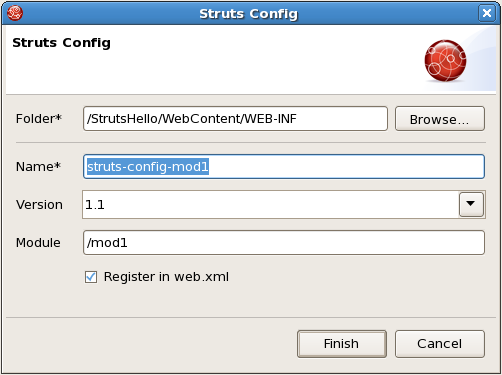 Struts Config
Struts Config
Folder* /StrutsHello/WebContent/WEB-INF Browse...
Name* struts-config-mod1
Version 1.1
Module /mod1
Register in web.xml
Finish Cancel